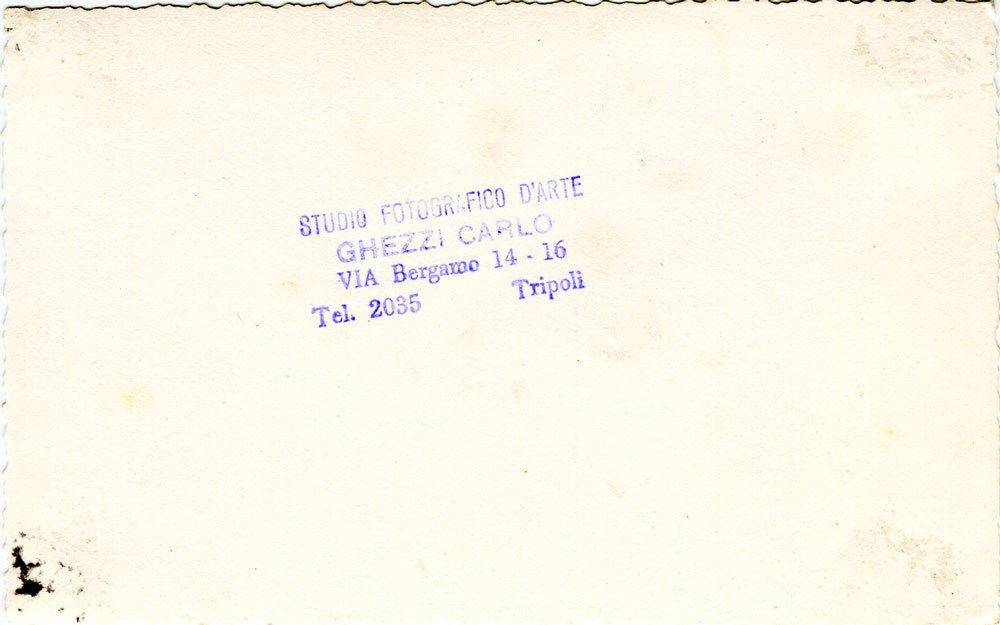 STUDIO FOTOGRAFICO D'ARTE
GHEZZI CARLO
VIA Bergamo 14 - 16
Tel. 2035 Tripoli